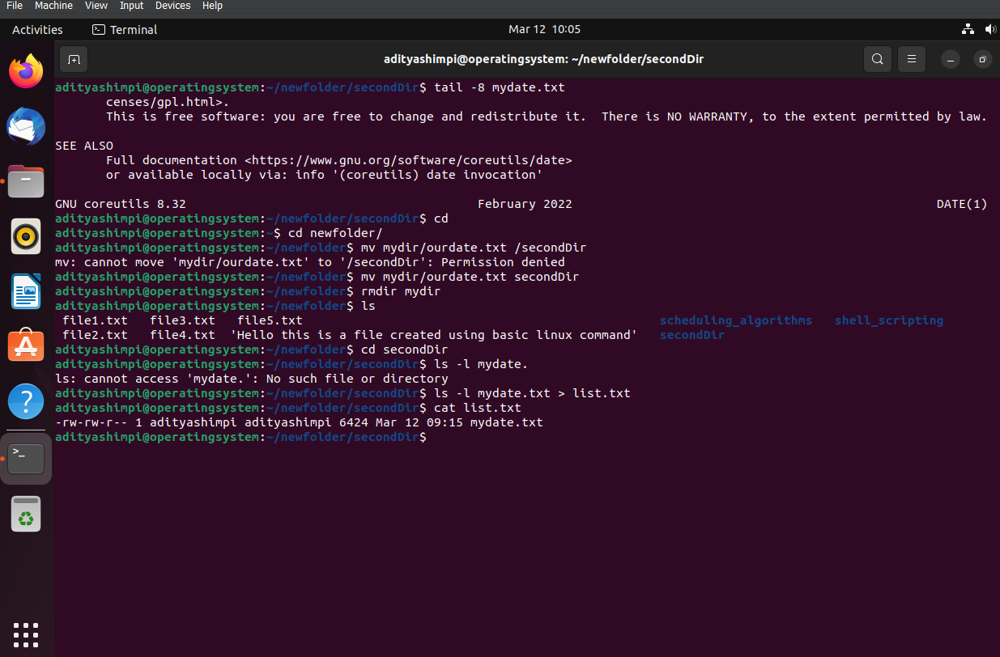 File Machine View Input Devices Help
Activities Terminal Mar 12 10:05
adityashimpi@operatingsystem: ~/newfolder/secondDir
adityashimpi@operatingsystem:~/newfolder/secondDir$ tail -8 mydate.txt
censes/gpl.html>.
This is free software: you are free to change and redistribute it.  There is NO WARRANTY, to the extent permitted by law.
SEE ALSO
Full documentation <https://www.gnu.org/software/coreutils/date>
or available locally via: info '(coreutils) date invocation'
GNU coreutils 8.32 February 2022 DATE(1)
adityashimpi@operatingsystem:~/newfolder/secondDir$ cd
adityashimpi@operatingsystem:~$ cd newfolder/
adityashimpi@operatingsystem:~/newfolder$ mv mydir/ourdate.txt /secondDir
mv: cannot move 'mydir/ourdate.txt' to '/secondDir': Permission denied
adityashimpi@operatingsystem:~/newfolder$ mv mydir/ourdate.txt secondDir
adityashimpi@operatingsystem:~/newfolder$ rmdir mydir
adityashimpi@operatingsystem:~/newfolder$ ls
file1.txt file3.txt file5.txt scheduling_algorithms shell_scripting
file2.txt file4.txt 'Hello this is a file created using basic linux command' secondDir
adityashimpi@operatingsystem:~/newfolder$ cd secondDir
adityashimpi@operatingsystem:~/newfolder/secondDir$ ls -l mydate.
ls: cannot access 'mydate.': No such file or directory
adityashimpi@operatingsystem:~/newfolder/secondDir$ ls -l mydate.txt > list.txt
adityashimpi@operatingsystem:~/newfolder/secondDir$ cat list.txt
-rw-rw-r-- 1 adityashimpi adityashimpi 6424 Mar 12 09:15 mydate.txt
adityashimpi@operatingsystem:~/newfolder/secondDir$